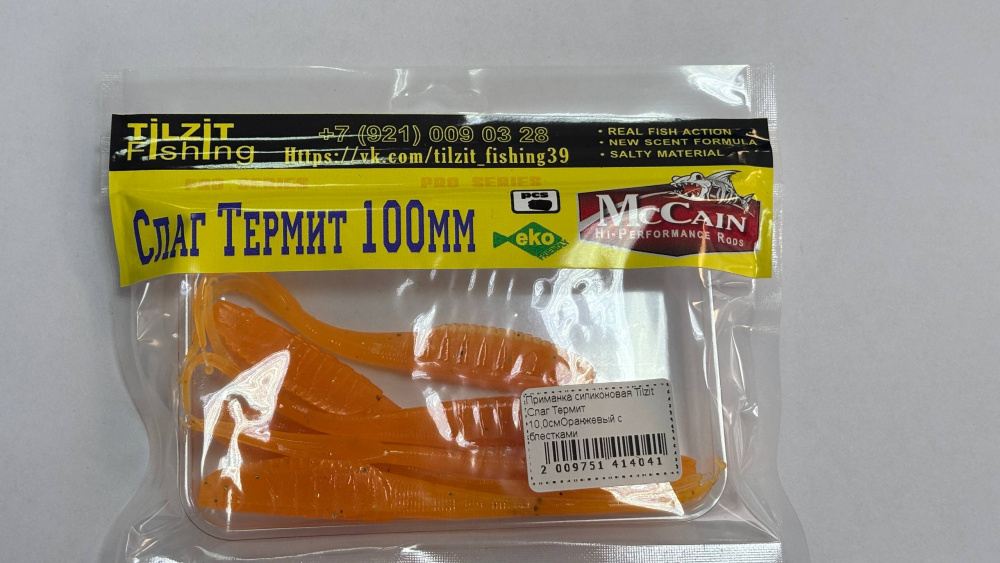 TiLZiT
Fishing
+7 (921) 009 03 28
Https://vk.com/tilzit_fishing39
• REAL FISH ACTION
• NEW SCENT FORMULA
• SALTY MATERIAL
PRO SERIES PRO SERIES
Слаг Термит 100мм
pcs
eko
FRIENDLY
McCain
Hi-Performance Rods
Приманка силиконовая Tilzit
Слаг Термит
10,0смОранжевый с
блестками
2 009751 414041